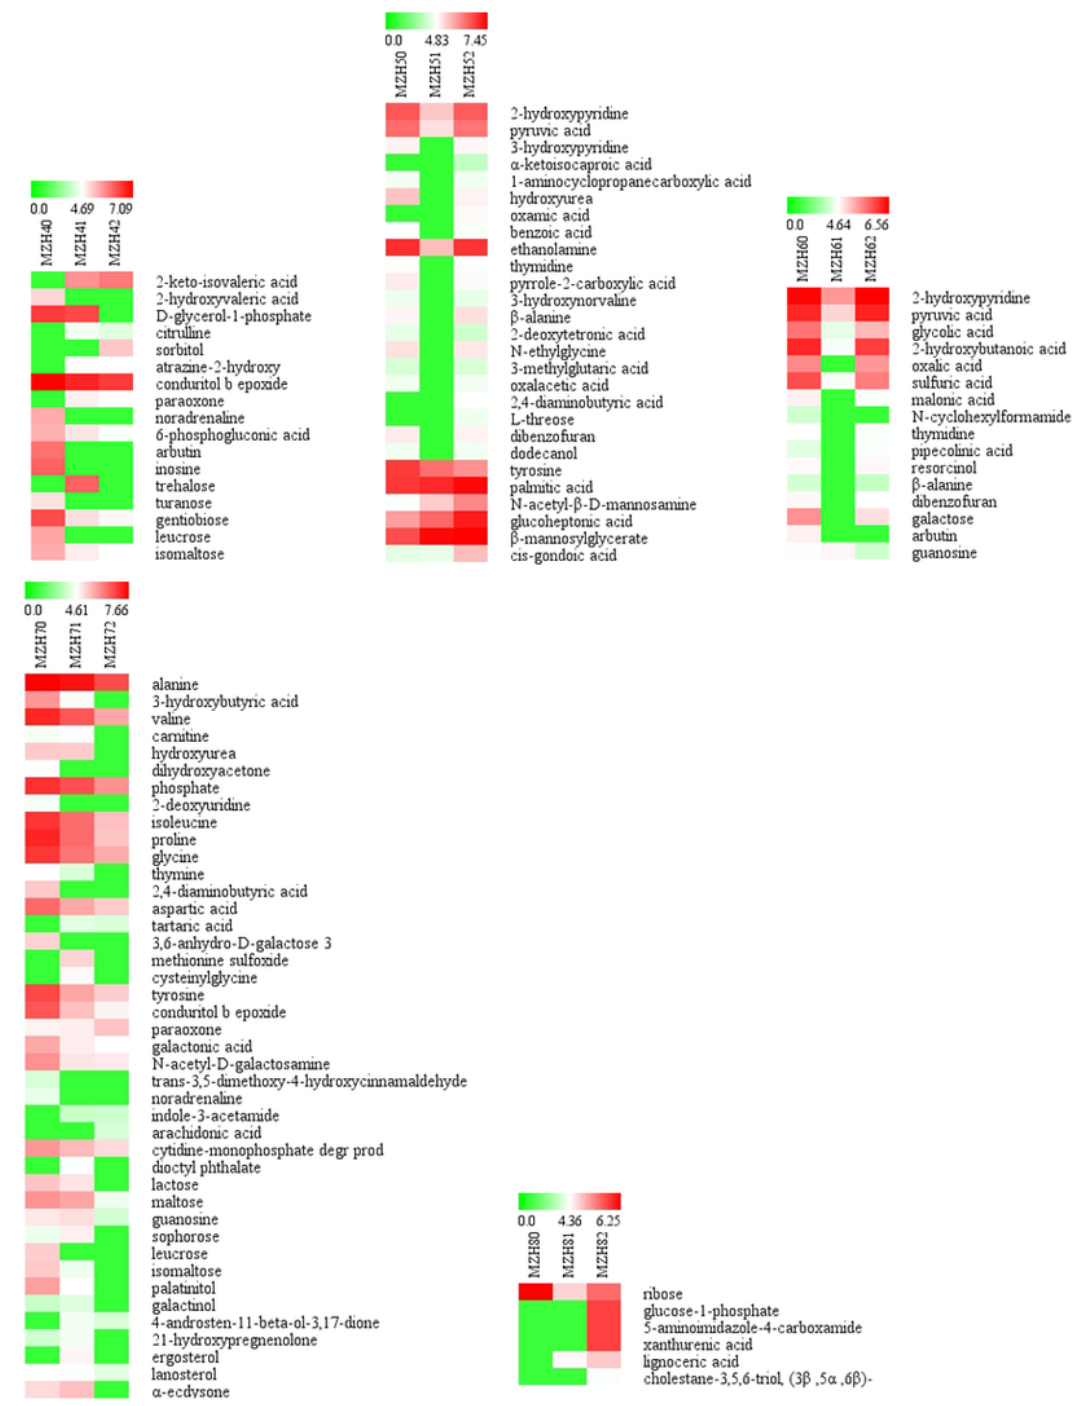 0.0 4.69 7.09
MZH40
MZH41
MZH42
2-keto-isovaleric acid
2-hydroxyvaleric acid
D-glycerol-1-phosphate
citrulline
sorbitol
atrazine-2-hydroxy
conduritol b epoxide
paraoxone
noradrenaline
6-phosphogluconic acid
arbutin
inosine
trehalose
turanose
gentiobiose
leucrose
isomaltose
0.0 4.83 7.45
MZH50
MZH51
MZH52
2-hydroxypyridine
pyruvic acid
3-hydroxypyridine
α-ketoisocaproic acid
1-aminocyclopropanecarboxylic acid
hydroxyurea
oxamic acid
benzoic acid
ethanolamine
thymidine
pyrrole-2-carboxylic acid
3-hydroxynorvaline
β-alanine
2-deoxytetronic acid
N-ethylglycine
3-methylglutaric acid
oxalacetic acid
2,4-diaminobutyric acid
L-threose
dibenzofuran
dodecanol
tyrosine
palmitic acid
N-acetyl-β-D-mannosamine
glucoheptonic acid
β-mannosylglycerate
cis-gondoic acid
0.0 4.64 6.56
MZH60
MZH61
MZH62
2-hydroxypyridine
pyruvic acid
glycolic acid
2-hydroxybutanoic acid
oxalic acid
sulfuric acid
malonic acid
N-cyclohexylformamide
thymidine
pipecolinic acid
resorcinol
β-alanine
dibenzofuran
galactose
arbutin
guanosine
0.0 4.61 7.66
MZH70
MZH71
MZH72
alanine
3-hydroxybutyric acid
valine
carnitine
hydroxyurea
dihydroxyacetone
phosphate
2-deoxyuridine
isoleucine
proline
glycine
thymine
2,4-diaminobutyric acid
aspartic acid
tartaric acid
3,6-anhydro-D-galactose 3
methionine sulfoxide
cysteinylglycine
tyrosine
conduritol b epoxide
paraoxone
galactonic acid
N-acetyl-D-galactosamine
trans-3,5-dimethoxy-4-hydroxycinnamaldehyde
noradrenaline
indole-3-acetamide
arachidonic acid
cytidine-monophosphate degr prod
dioctyl phthalate
lactose
maltose
guanosine
sophorose
leucrose
isomaltose
palatinitol
galactinol
4-androsten-11-beta-ol-3,17-dione
21-hydroxypregnenolone
ergosterol
lanosterol
α-ecdysone
0.0 4.36 6.25
MZH80
MZH81
MZH82
ribose
glucose-1-phosphate
5-aminoimidazole-4-carboxamide
xanthurenic acid
lignoceric acid
cholestane-3,5,6-triol, (3β ,5α ,6β)-